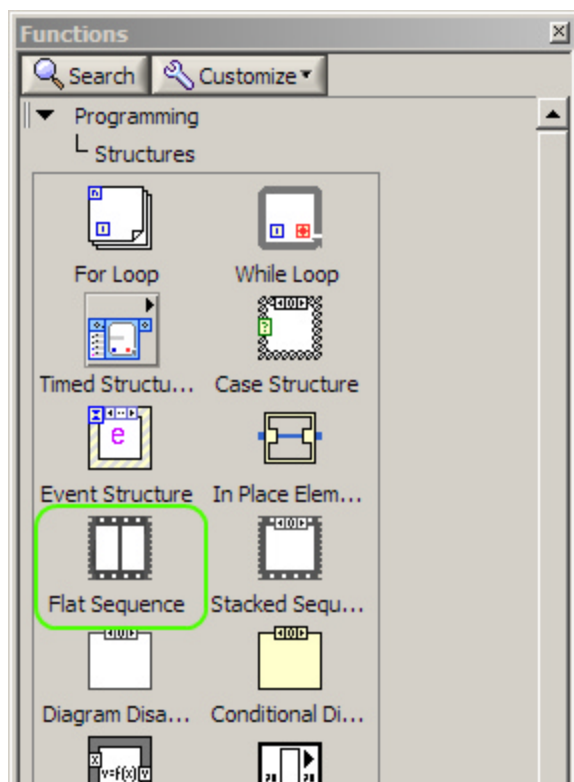 Functions
Search Customize
Programming
Structures
For Loop While Loop
Timed Structu... Case Structure
Event Structure In Place Elem...
Flat Sequence Stacked Sequ...
Diagram Disa... Conditional Di...
v=f(x)